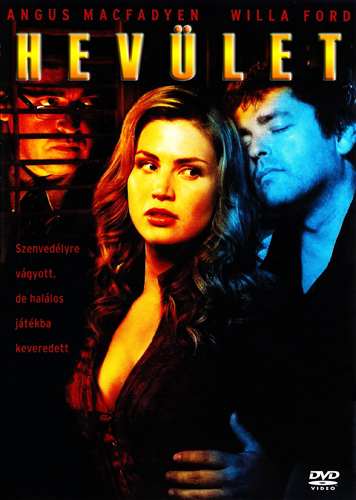 ANGUS MACFADYEN WILLA FORD
HEVÜLET
Szenvedélyre
vágyott,
de halálos
játékba
keveredett
DVD
VIDEO